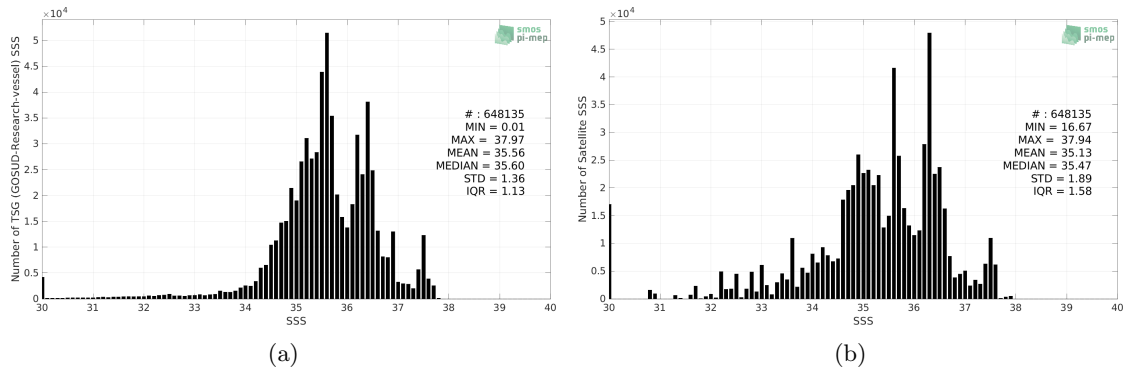 ×10⁴
5
4.5
4
3.5
3
2.5
2
1.5
1
0.5
0
Number of TSG (GOSUD-Research-vessel) SSS
smos
pi-mep
# : 648135
MIN = 0.01
MAX = 37.97
MEAN = 35.56
MEDIAN = 35.60
STD = 1.36
IQR = 1.13
30 31 32 33 34 35 36 37 38 39 40
SSS
(a)
×10⁴
5
4.5
4
3.5
3
2.5
2
1.5
1
0.5
0
Number of Satellite SSS
smos
pi-mep
# : 648135
MIN = 16.67
MAX = 37.94
MEAN = 35.13
MEDIAN = 35.47
STD = 1.89
IQR = 1.58
30 31 32 33 34 35 36 37 38 39 40
SSS
(b)